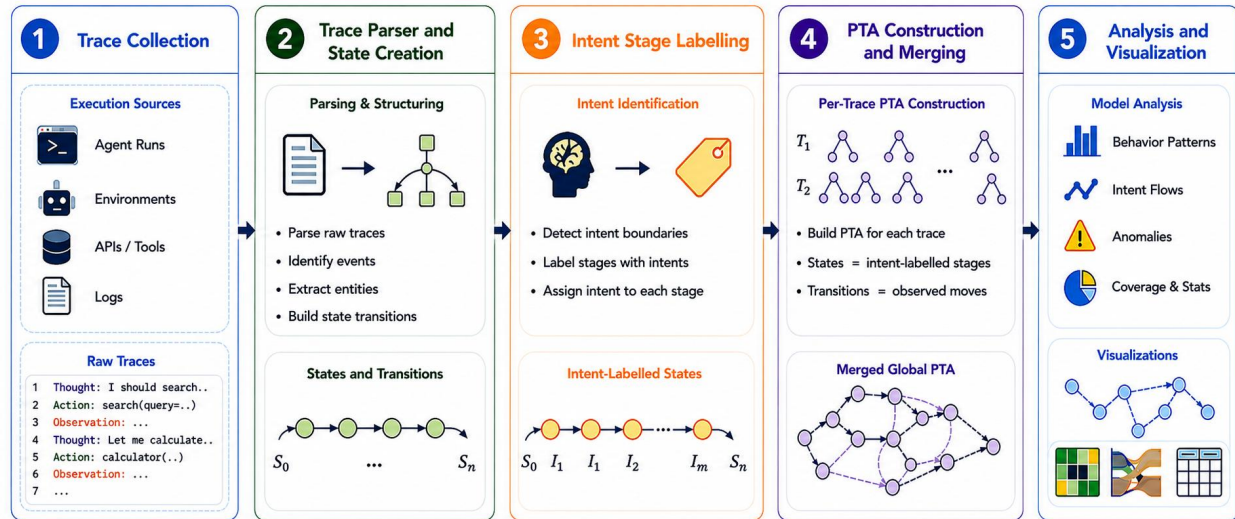 1 Trace Collection
Execution Sources
Agent Runs
Environments
APIs / Tools
Logs
Raw Traces
1 Thought: I should search..
2 Action: search(query=..)
3 Observation: ...
4 Thought: Let me calculate..
5 Action: calculator(..)
6 Observation: ...
7 ...
2 Trace Parser and
State Creation
Parsing & Structuring
• Parse raw traces
• Identify events
• Extract entities
• Build state transitions
States and Transitions
S₀ ... Sₙ
3 Intent Stage Labelling
Intent Identification
• Detect intent boundaries
• Label stages with intents
• Assign intent to each stage
Intent-Labelled States
S₀ I₁ I₁ I₂ Iₘ Sₙ
4 PTA Construction
and Merging
Per-Trace PTA Construction
T₁
...
T₂
• Build PTA for each trace
• States = intent-labelled stages
• Transitions = observed moves
Merged Global PTA
5 Analysis and
Visualization
Model Analysis
Behavior Patterns
Intent Flows
Anomalies
Coverage & Stats
Visualizations